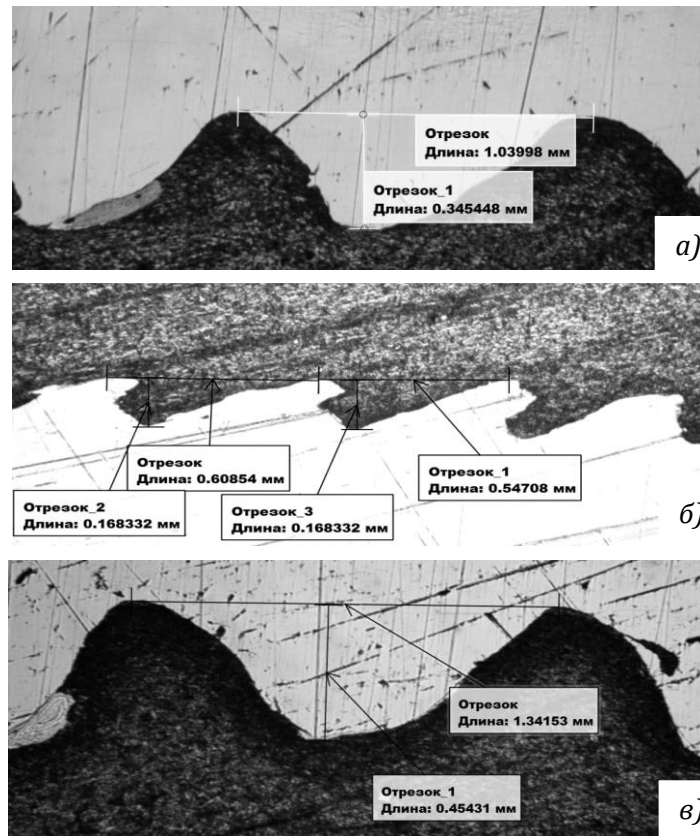 Отрезок
Длина: 1.03998 мм
Отрезок_1
Длина: 0.345448 мм
а)
Отрезок
Длина: 0.60854 мм
Отрезок_1
Длина: 0.54708 мм
Отрезок_2
Длина: 0.168332 мм
Отрезок_3
Длина: 0.168332 мм
б)
Отрезок
Длина: 1.34153 мм
Отрезок_1
Длина: 0.45431 мм
в)